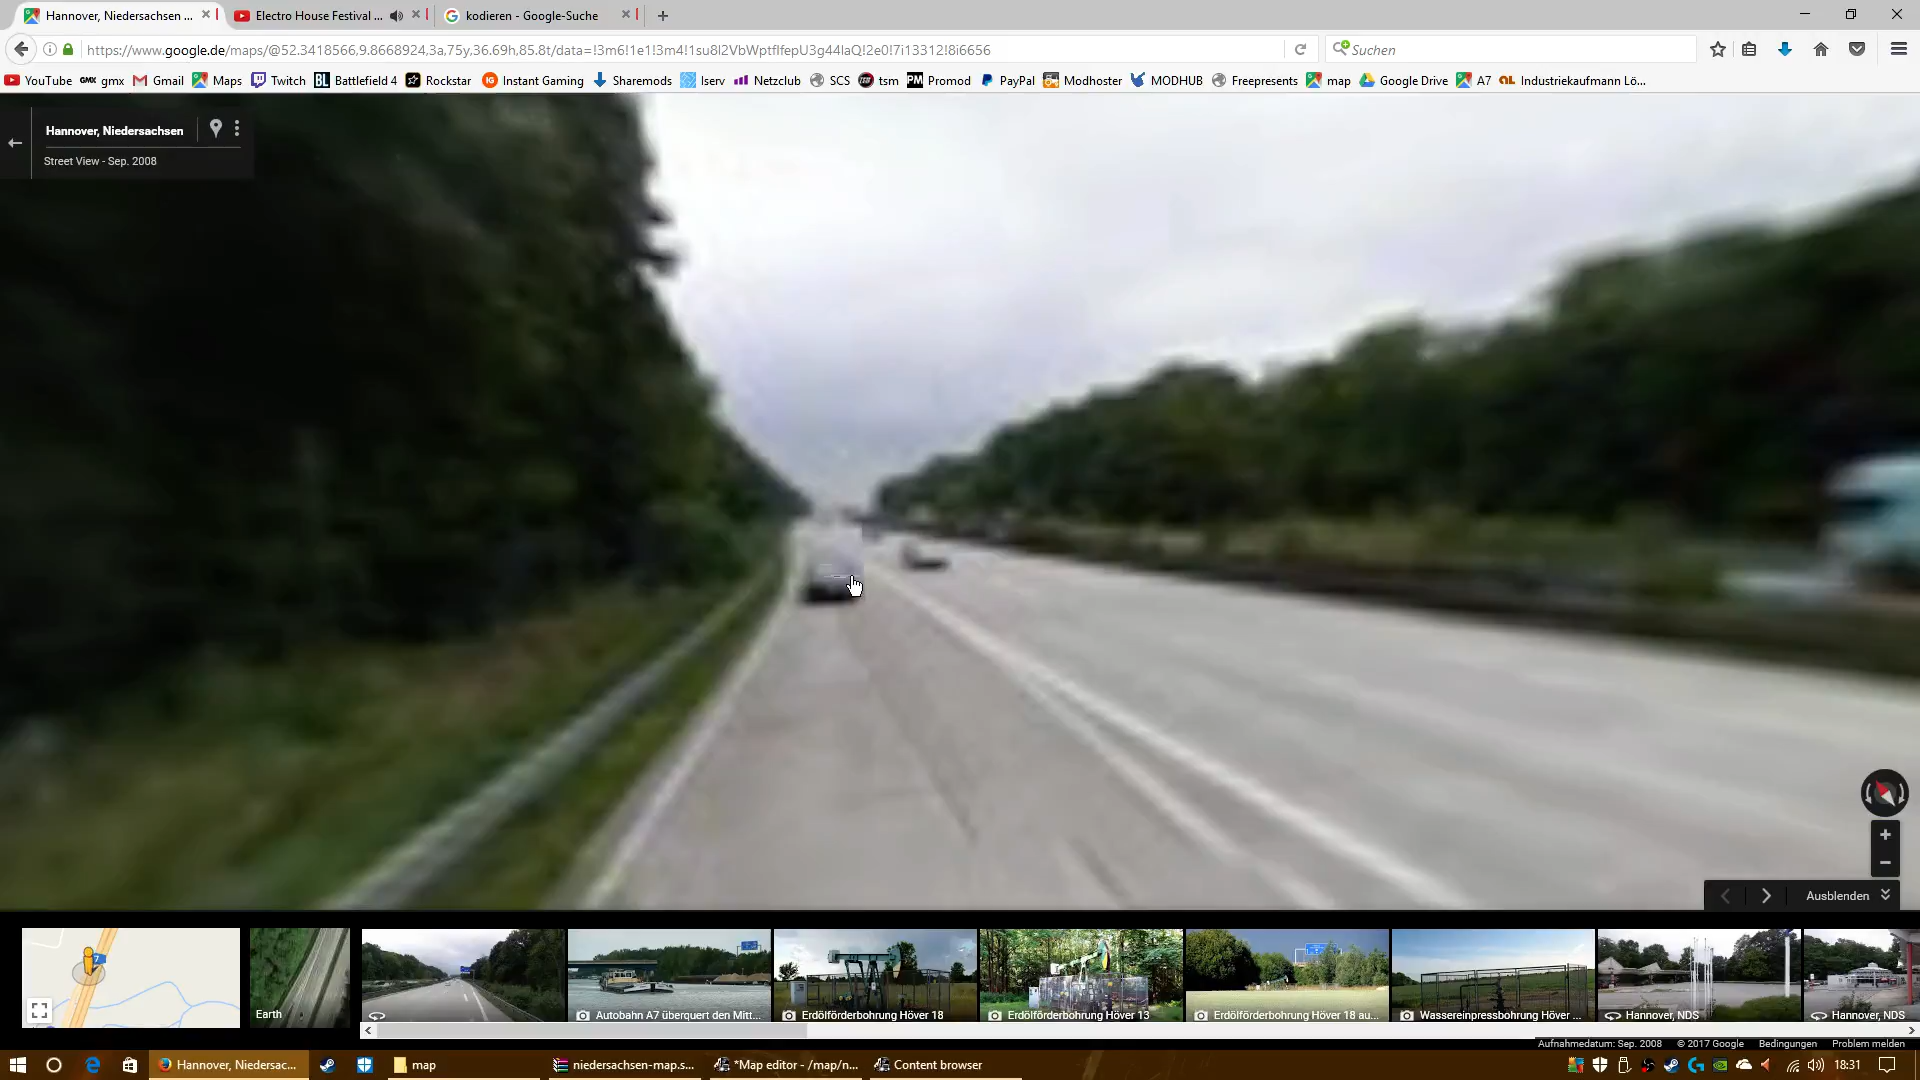 Hannover, Niedersachsen ...
Electro House Festival ...
kodieren - Google-Suche
https://www.google.de/maps/@52.3418566,9.8668924,3a,75y,36.69h,85.8t/data=!3m6!1e1!3m4!1su8l2VbWptflfepU3g44laQ!2e0!7i13312!8i6656
Suchen
YouTube gmx Gmail Maps Twitch Battlefield 4 Rockstar Instant Gaming Sharemods Iserv Netzclub SCS tsm Promod PayPal Modhoster MODHUB Freepresents map Google Drive A7 Industriekaufmann Lö...
Hannover, Niedersachsen
Street View - Sep. 2008
Ausblenden
7
Earth
Autobahn A7 überquert den Mitt...
Erdölförderbohrung Höver 18
Erdölförderbohrung Höver 13
Erdölförderbohrung Höver 18 au...
Wassereinpressbohrung Höver ...
Hannover, NDS
Hannover, NDS
Aufnahmedatum: Sep. 2008 © 2017 Google Bedingungen Problem melden
Hannover, Niedersac...
map
niedersachsen-map.s...
*Map editor - /map/n...
Content browser
18:31